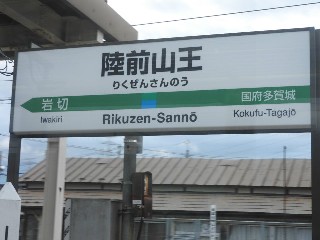 陸前山王
りくぜんさんのう
岩切
Iwakiri
Rikuzen-Sannō
国府多賀城
Kokufu-Tagajō